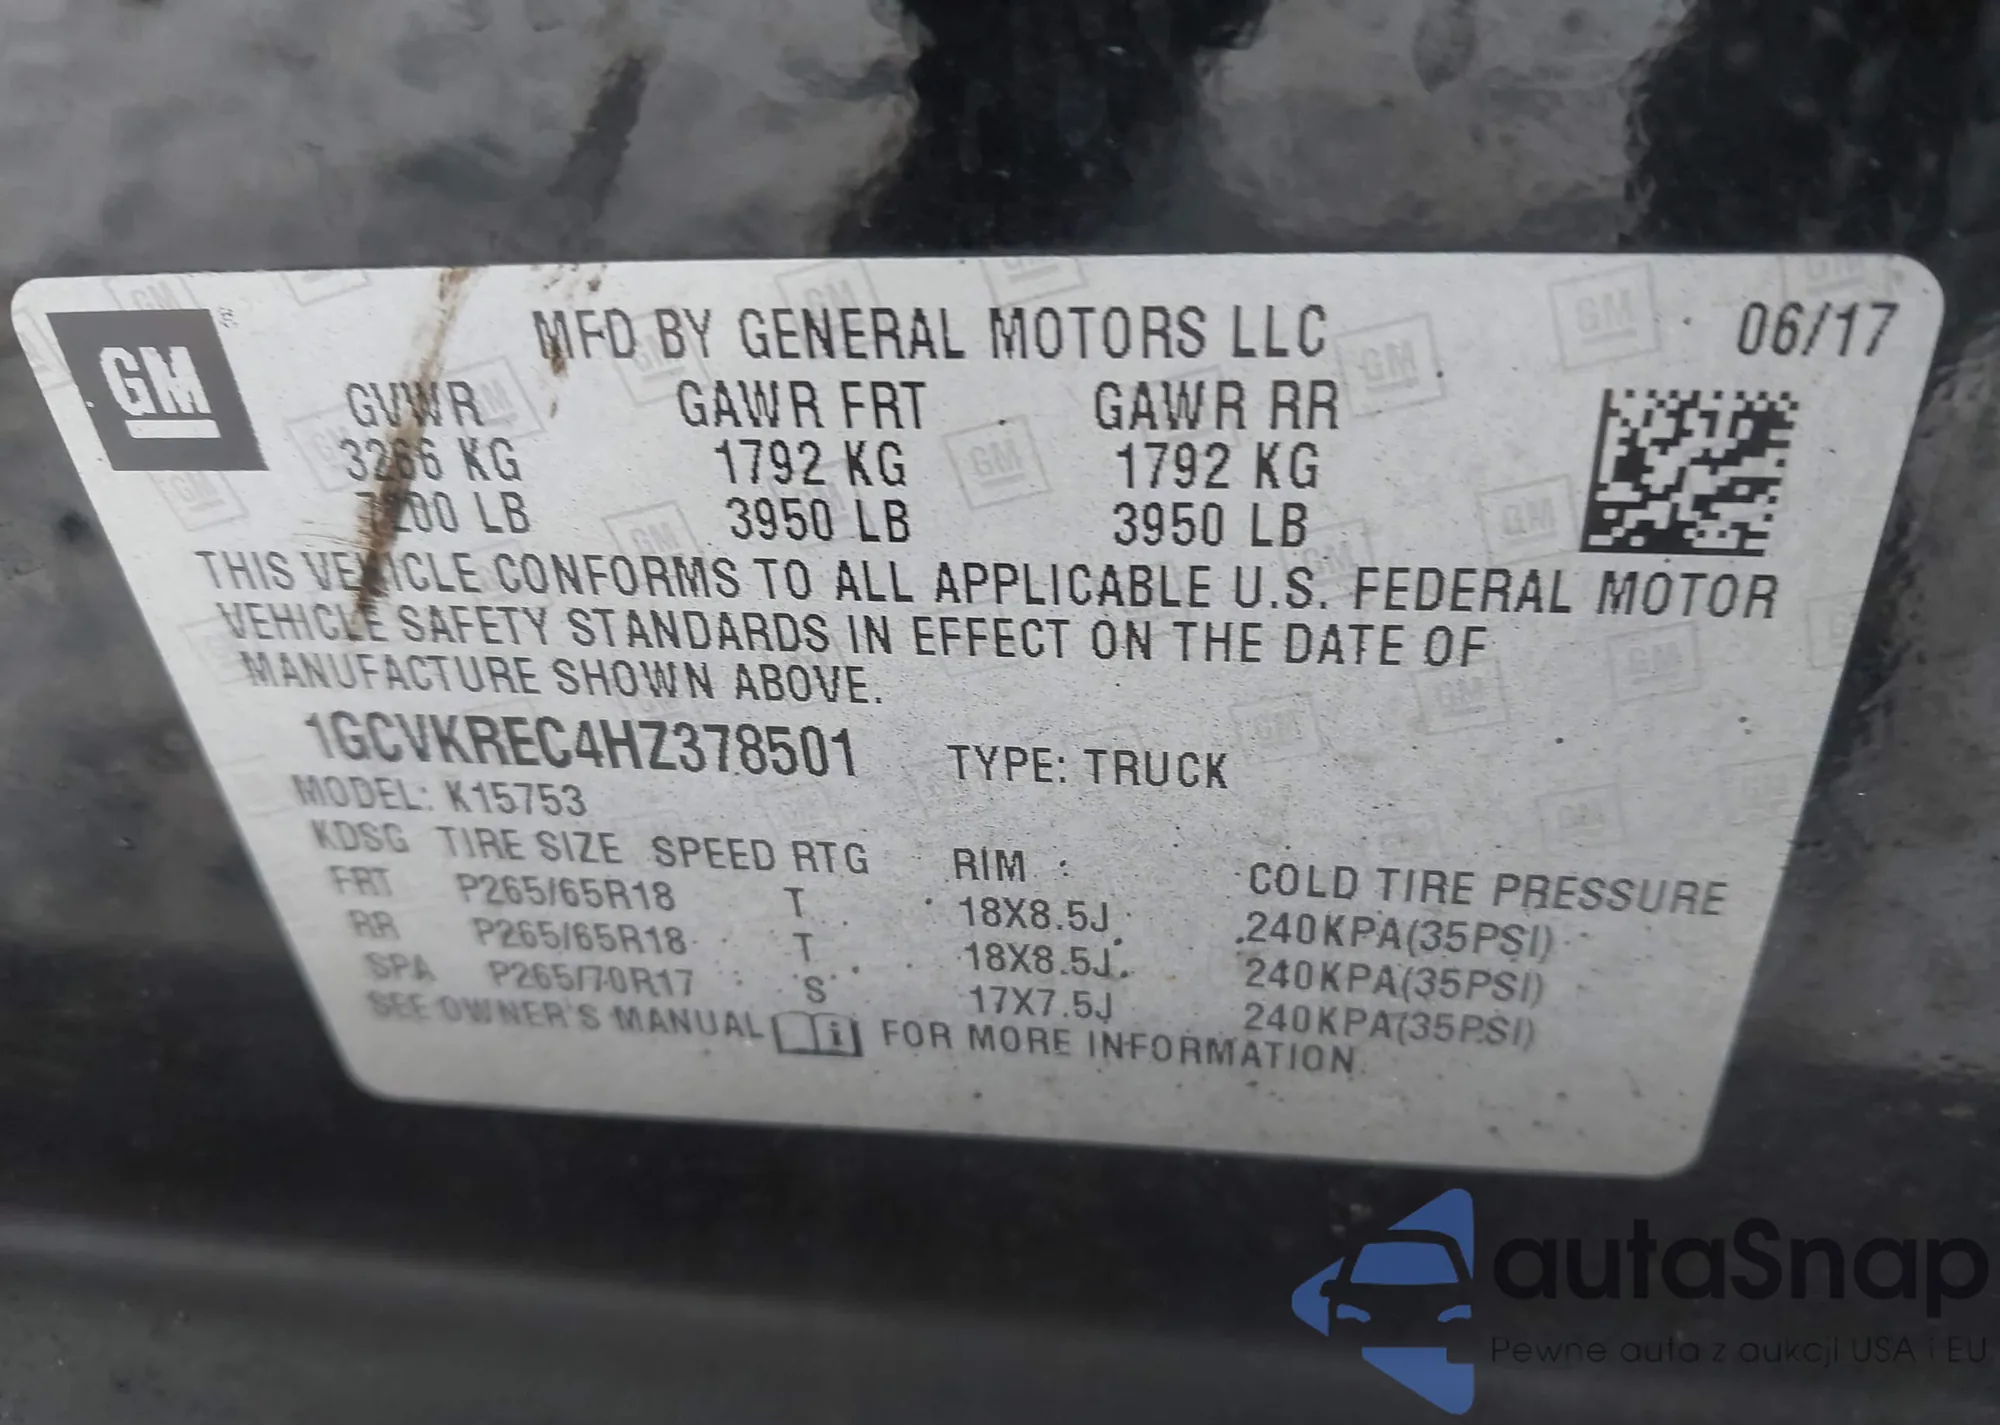 GM ®
MFD BY GENERAL MOTORS LLC 06/17
GVWR GAWR FRT GAWR RR
3266 KG 1792 KG 1792 KG
7200 LB 3950 LB 3950 LB
THIS VEHICLE CONFORMS TO ALL APPLICABLE U.S. FEDERAL MOTOR
VEHICLE SAFETY STANDARDS IN EFFECT ON THE DATE OF
MANUFACTURE SHOWN ABOVE.
1GCVKREC4HZ378501 TYPE: TRUCK
MODEL: K15753
KDSG TIRE SIZE SPEED RTG RIM COLD TIRE PRESSURE
FRT P265/65R18 T 18X8.5J 240KPA(35PSI)
RR P265/65R18 T 18X8.5J 240KPA(35PSI)
SPA P265/70R17 S 17X7.5J 240KPA(35PSI)
SEE OWNER'S MANUAL FOR MORE INFORMATION
autaSnap
Pewne auta z aukcji USA i EU